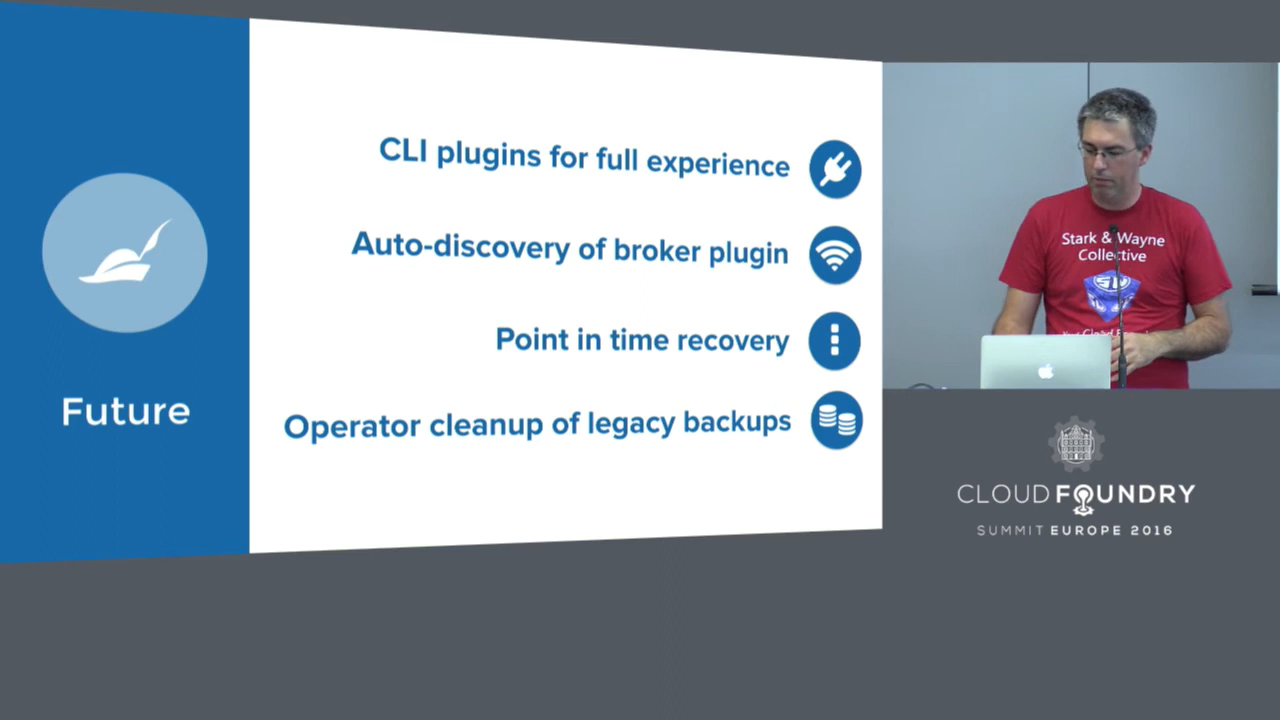 Future
CLI plugins for full experience
Auto-discovery of broker plugin
Point in time recovery
Operator cleanup of legacy backups
Stark & Wayne
Collective
CLOUD FOUNDRY
SUMMIT EUROPE 2016